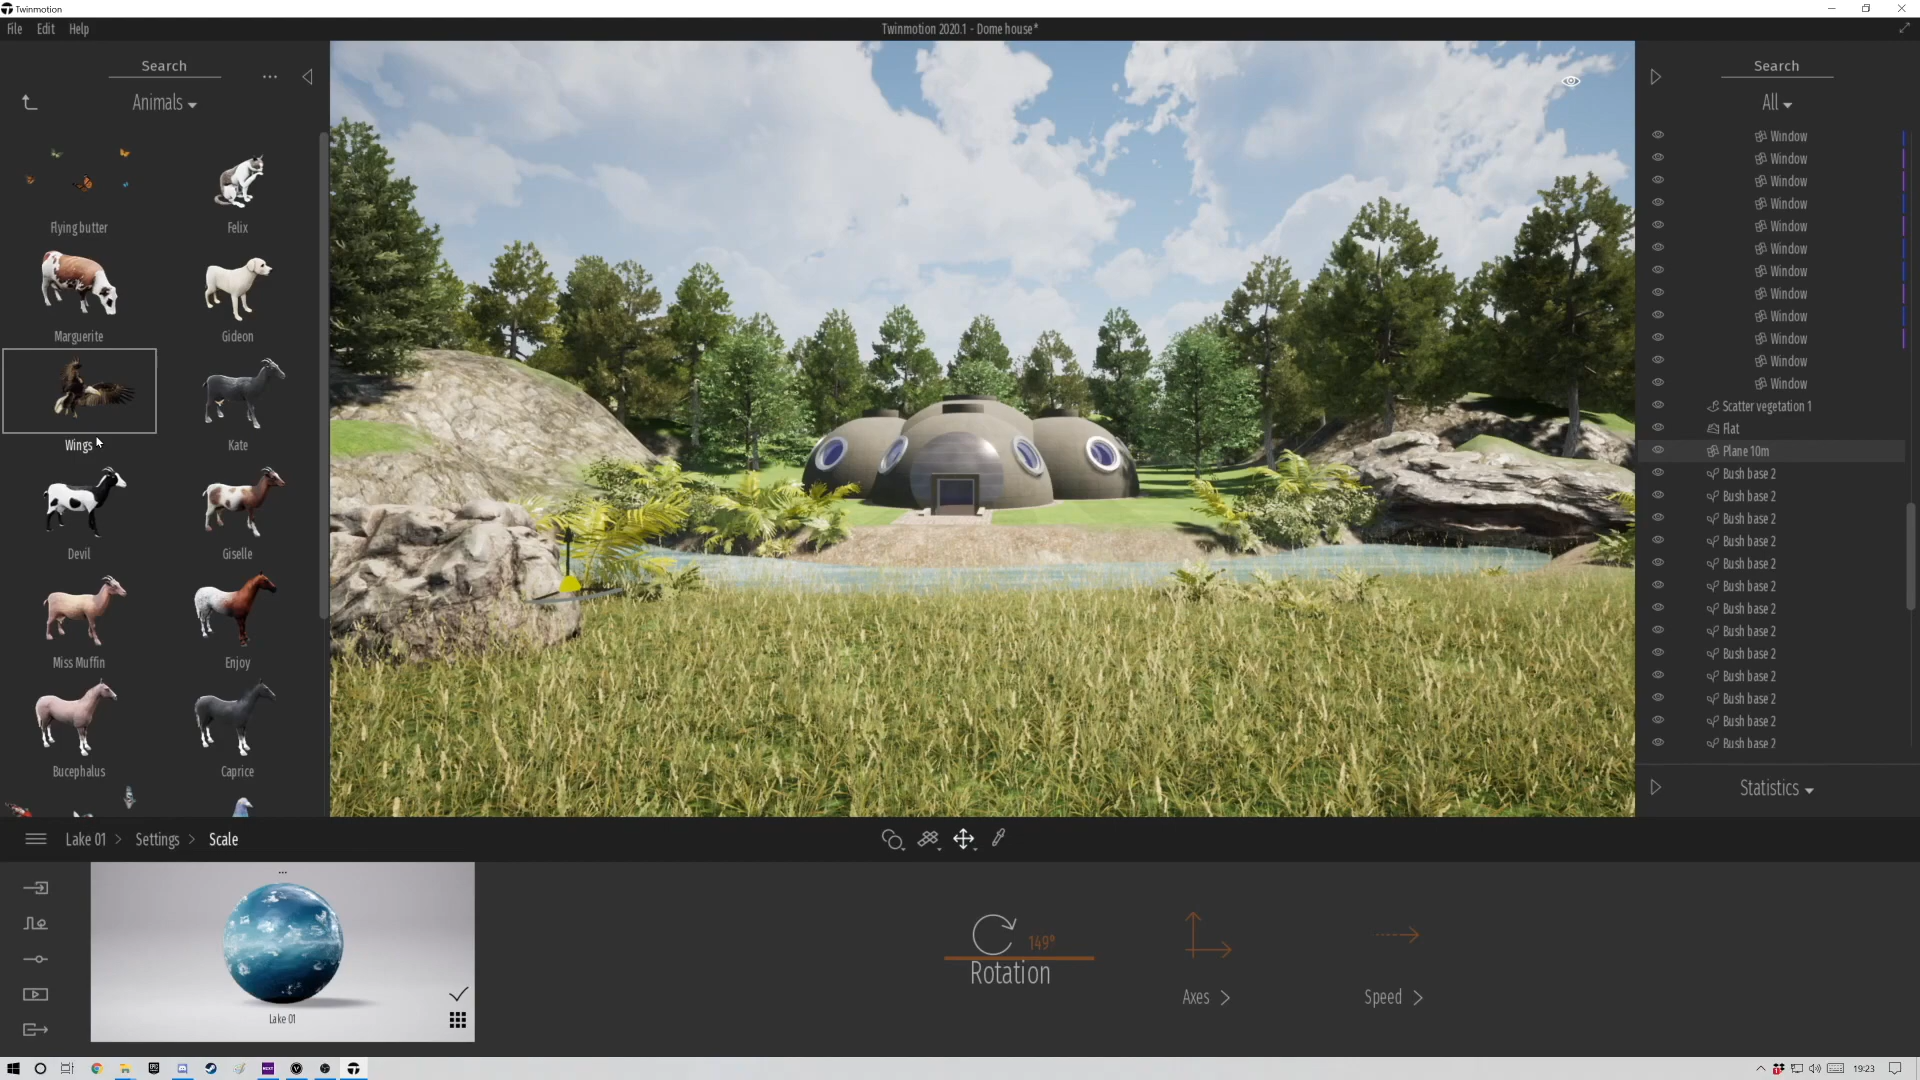 Twinmotion
File Edit Help
Twinmotion 2020.1 - Dome house*
Search
...
Animals
Flying butter
Felix
Marguerite
Gideon
Wings
Kate
Devil
Giselle
Miss Muffin
Enjoy
Bucephalus
Caprice
Search
All
Window
Window
Window
Window
Window
Window
Window
Window
Window
Window
Window
Window
Scatter vegetation 1
Flat
Plane 10m
Bush base 2
Bush base 2
Bush base 2
Bush base 2
Bush base 2
Bush base 2
Bush base 2
Bush base 2
Bush base 2
Bush base 2
Bush base 2
Bush base 2
Bush base 2
Statistics
Lake 01 > Settings > Scale
...
Lake 01
149°
Rotation
Axes >
Speed >
19:23